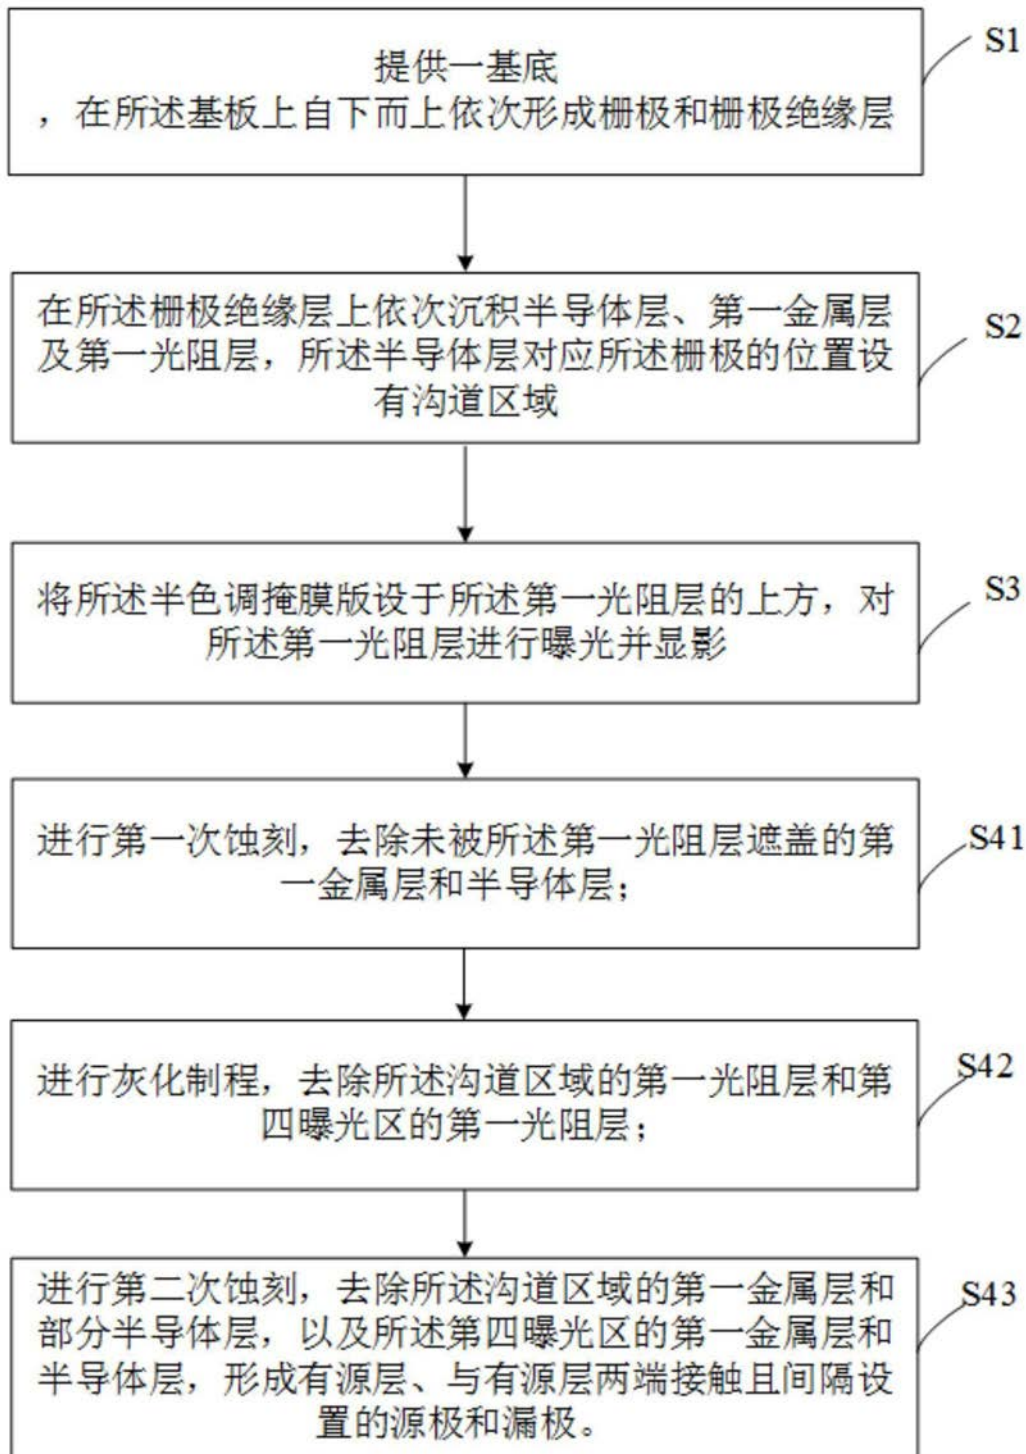 提供一基底
，在所述基板上自下而上依次形成栅极和栅极绝缘层
S1
在所述栅极绝缘层上依次沉积半导体层、第一金属层
及第一光阻层，所述半导体层对应所述栅极的位置设
有沟道区域
S2
将所述半色调掩膜版设于所述第一光阻层的上方，对
所述第一光阻层进行曝光并显影
S3
进行第一次蚀刻，去除未被所述第一光阻层遮盖的第
一金属层和半导体层；
S41
进行灰化制程，去除所述沟道区域的第一光阻层和第
四曝光区的第一光阻层；
S42
进行第二次蚀刻，去除所述沟道区域的第一金属层和
部分半导体层，以及所述第四曝光区的第一金属层和
半导体层，形成有源层、与有源层两端接触且间隔设
置的源极和漏极。
S43